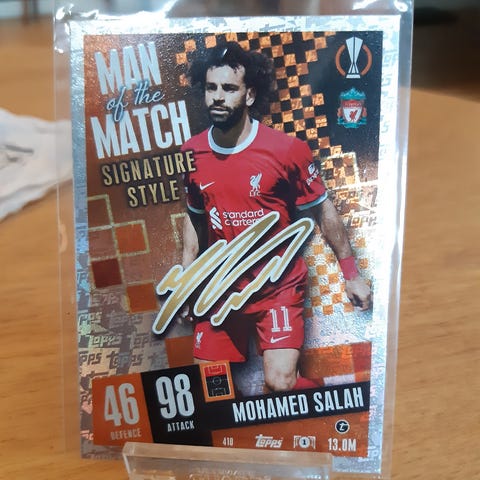 MAN
of the
MATCH
SIGNATURE
STYLE
L.F.C.
standard
chartered
11
46
DEFENCE
98
ATTACK
MOHAMED SALAH
410
Topps
1
13.0M